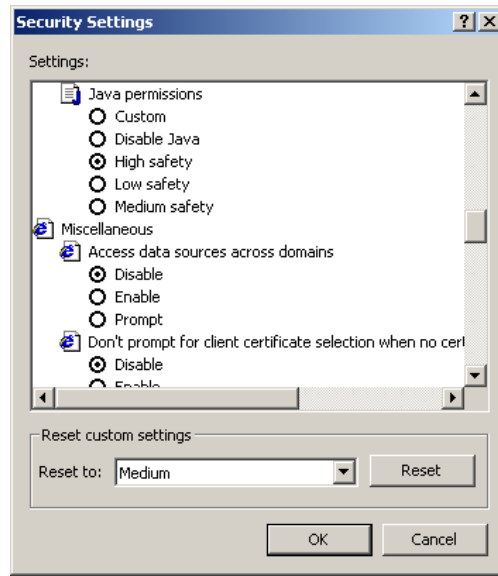 Security Settings
Settings:
Java permissions
Custom
Disable Java
High safety
Low safety
Medium safety
Miscellaneous
Access data sources across domains
Disable
Enable
Prompt
Don't prompt for client certificate selection when no cert
Disable
Enable
Reset custom settings
Reset to: Medium Reset
OK Cancel